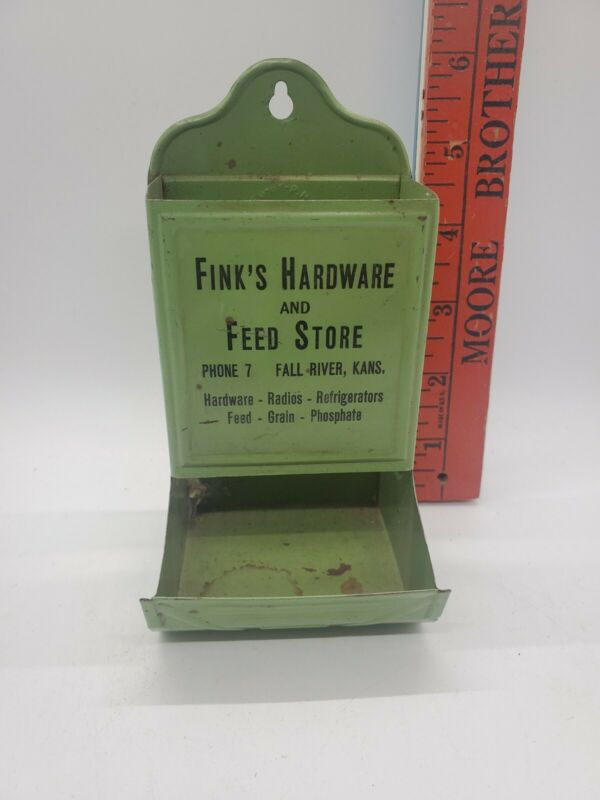 FINK'S HARDWARE
AND
FEED STORE
PHONE 7 FALL RIVER, KANS.
Hardware - Radios - Refrigerators
Feed - Grain - Phosphate
MOORE BROTHER
6
5
4
3
2
1